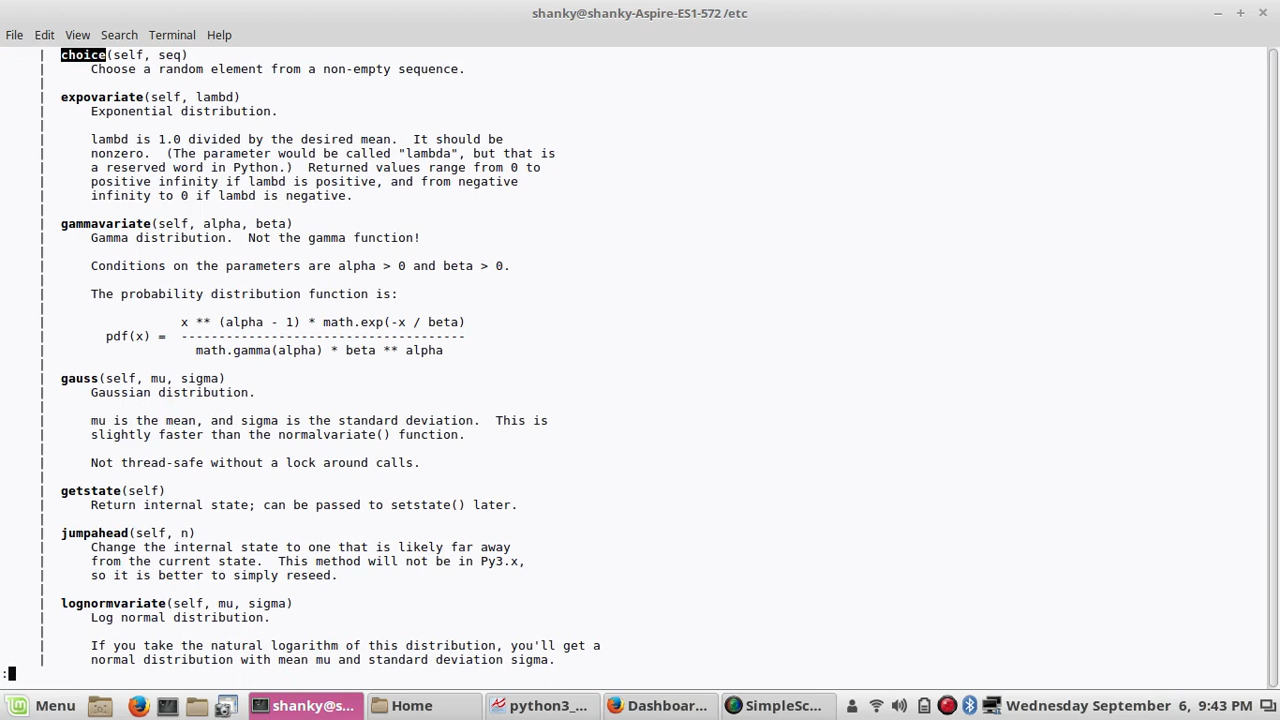 shanky@shanky-Aspire-ES1-572 /etc
File Edit View Search Terminal Help
| choice(self, seq)
| Choose a random element from a non-empty sequence.
|
| expovariate(self, lambd)
| Exponential distribution.
|
| lambd is 1.0 divided by the desired mean.  It should be
| nonzero.  (The parameter would be called "lambda", but that is
| a reserved word in Python.)  Returned values range from 0 to
| positive infinity if lambd is positive, and from negative
| infinity to 0 if lambd is negative.
|
| gammavariate(self, alpha, beta)
| Gamma distribution.  Not the gamma function!
|
| Conditions on the parameters are alpha > 0 and beta > 0.
|
| The probability distribution function is:
|
| x ** (alpha - 1) * math.exp(-x / beta)
| pdf(x) =  --------------------------------------
| math.gamma(alpha) * beta ** alpha
|
| gauss(self, mu, sigma)
| Gaussian distribution.
|
| mu is the mean, and sigma is the standard deviation.  This is
| slightly faster than the normalvariate() function.
|
| Not thread-safe without a lock around calls.
|
| getstate(self)
| Return internal state; can be passed to setstate() later.
|
| jumpahead(self, n)
| Change the internal state to one that is likely far away
| from the current state.  This method will not be in Py3.x,
| so it is better to simply reseed.
|
| lognormvariate(self, mu, sigma)
| Log normal distribution.
|
| If you take the natural logarithm of this distribution, you'll get a
| normal distribution with mean mu and standard deviation sigma.
:
Menu shanky@s... Home python3_... Dashboar... SimpleSc... Wednesday September 6, 9:43 PM